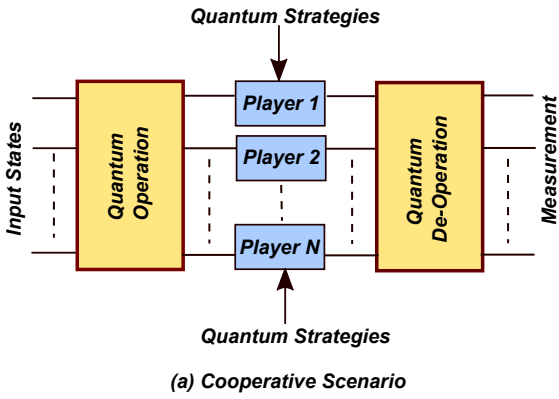 Quantum Strategies
Input States
Quantum
Operation
Player 1
Player 2
Player N
Quantum
De-Operation
Measurement
Quantum Strategies
(a) Cooperative Scenario